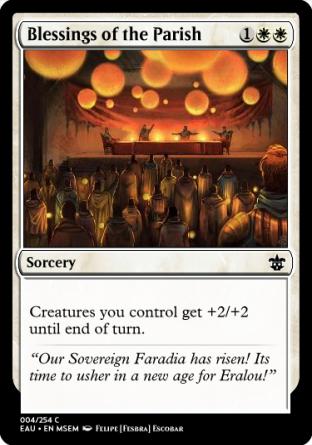 Blessings of the Parish 1
Sorcery
Creatures you control get +2/+2
until end of turn.
“Our Sovereign Faradia has risen! Its
time to usher in a new age for Eralou!”
004/254 C
EAU • EN MSEM Felipe [Fesbra] Escobar